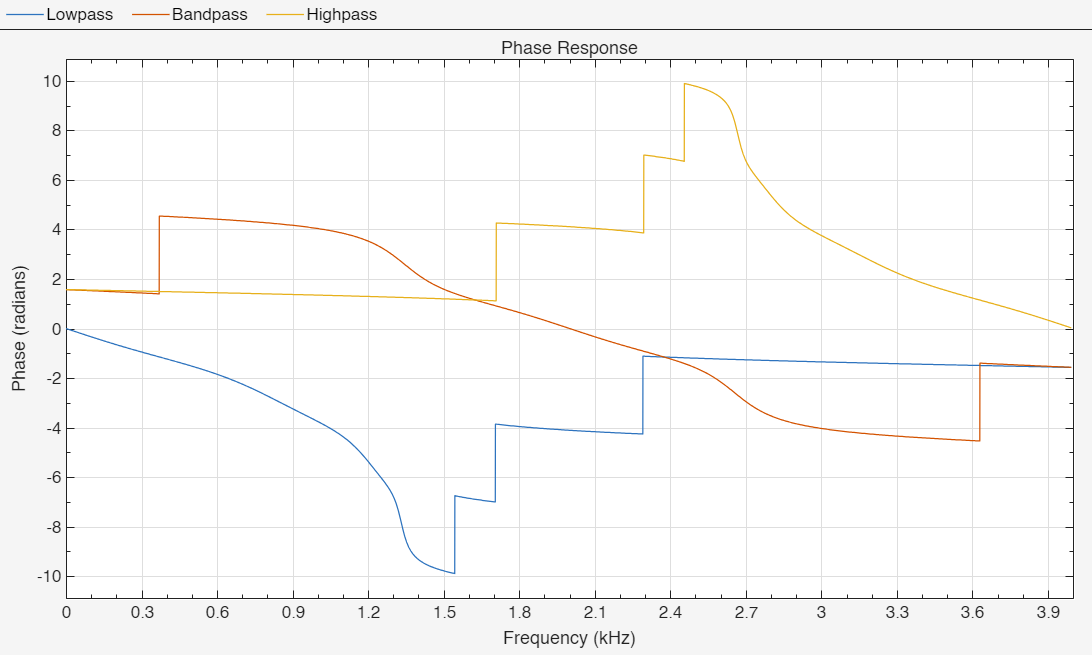 Lowpass Bandpass Highpass
Phase Response
10
8
6
4
2
0
-2
-4
-6
-8
-10
Phase (radians)
0 0.3 0.6 0.9 1.2 1.5 1.8 2.1 2.4 2.7 3 3.3 3.6 3.9
Frequency (kHz)